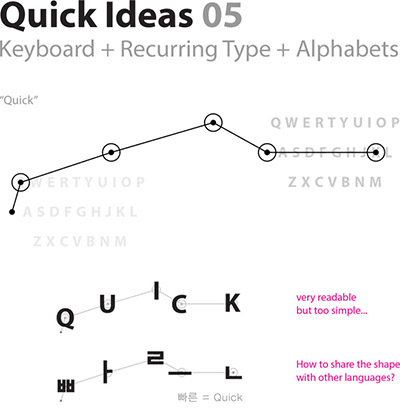 Quick Ideas 05
Keyboard + Recurring Type + Alphabets
“Quick”
QWERTYUIOP
ASDFGHJKL
ZXCVBNM
WERTYUIOP
ASDFGHJKL
ZXCVBNM
Q U I C K
very readable
but too simple...
ㅃ ㅏ ㄹ ㅡ ㄴ
How to share the shape
with other languages?
빠른 = Quick